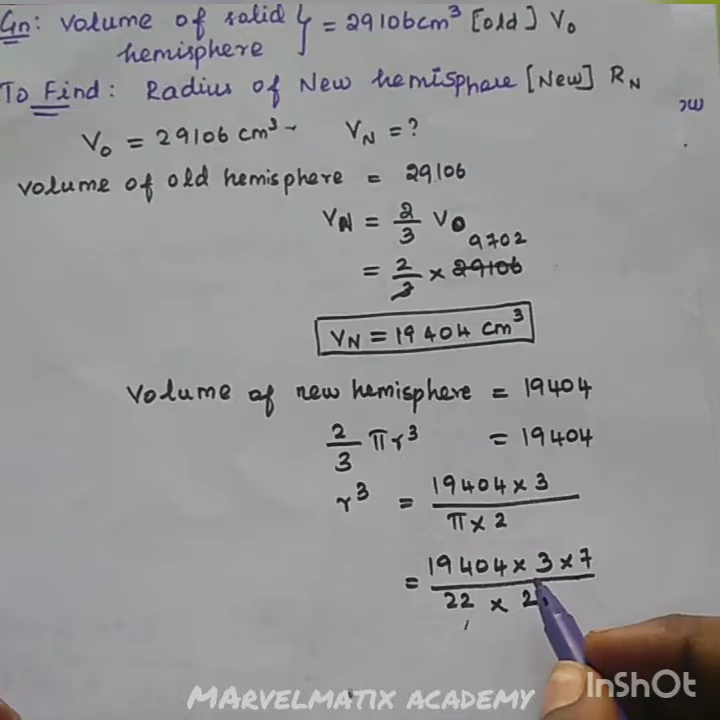 Gn: Volume of solid hemisphere } = 29106cm³ [old] V₀
To Find: Radius of New hemisphere [New] R_N
V₀ = 29106 cm³ V_N = ?
Volume of old hemisphere = 29106
V_N = 2/3 V₀
= 2/3 × 29106 9702
V_N = 19404 cm³
Volume of new hemisphere = 19404
2/3 πr³ = 19404
r³ = 19404 × 3 / π × 2
= 19404 × 3 × 7 / 22 × 2
MARVELMATIX ACADEMY
InShOt